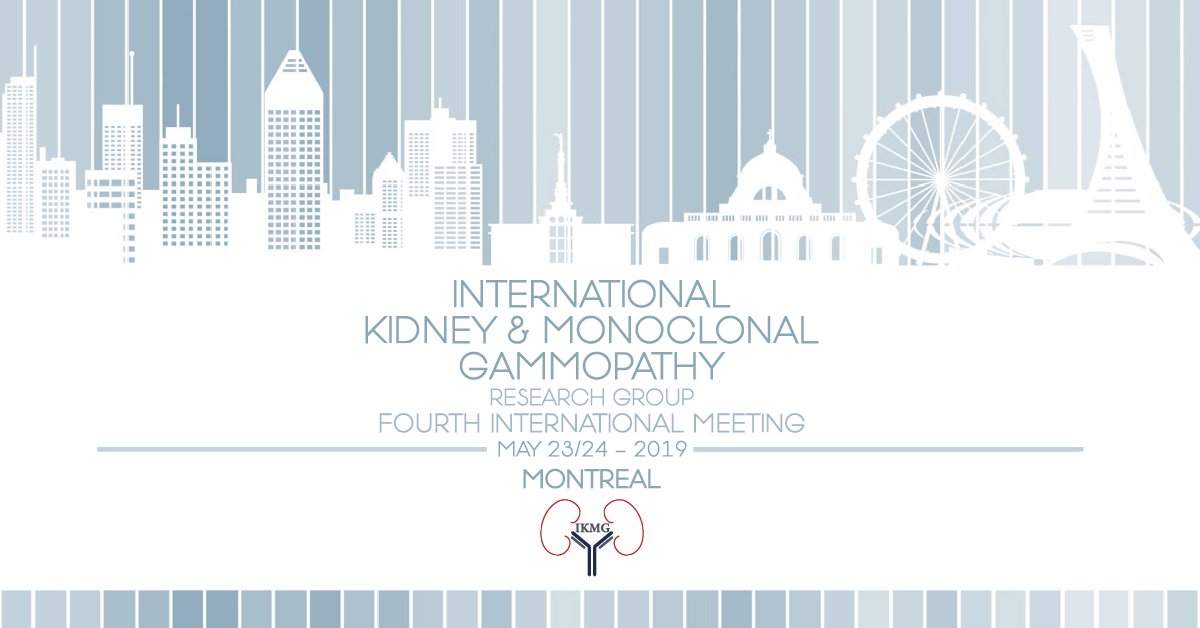 INTERNATIONAL
KIDNEY & MONOCLONAL
GAMMOPATHY
RESEARCH GROUP
FOURTH INTERNATIONAL MEETING
MAY 23/24 – 2019
MONTREAL
IKMG